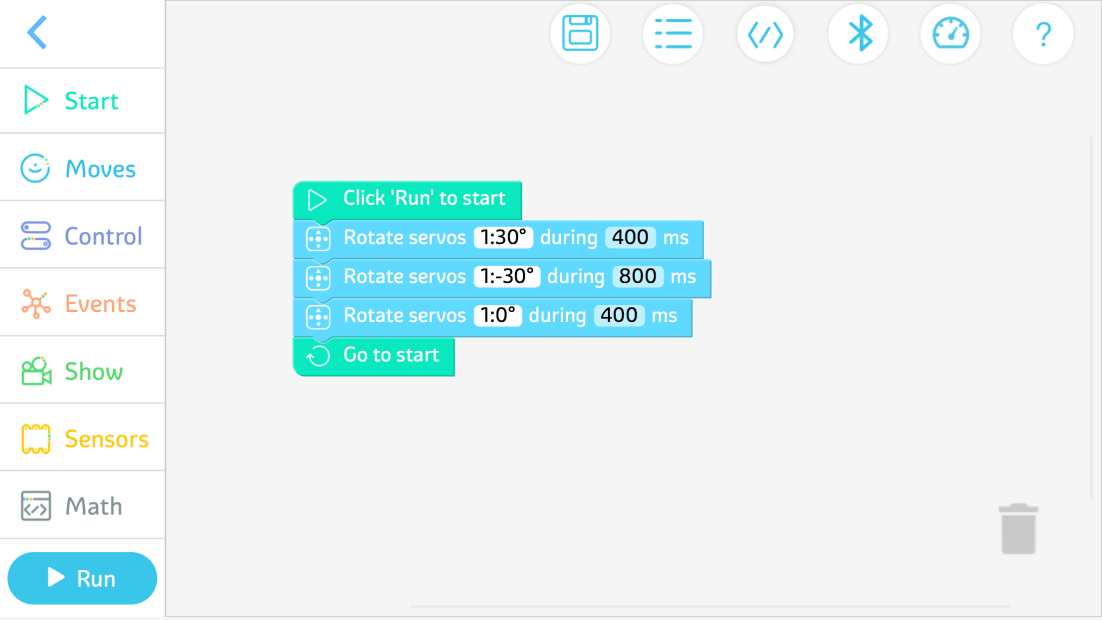 Start
Moves
Control
Events
Show
Sensors
Math
Run
?
Click 'Run' to start
Rotate servos 1:30° during 400 ms
Rotate servos 1:-30° during 800 ms
Rotate servos 1:0° during 400 ms
Go to start